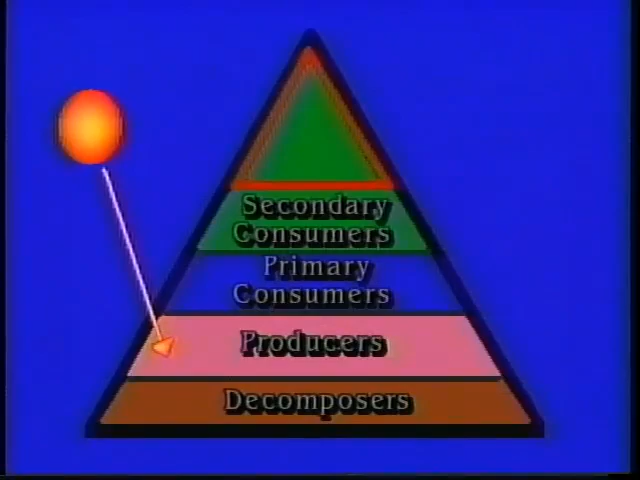 Secondary
Consumers
Primary
Consumers
Producers
Decomposers